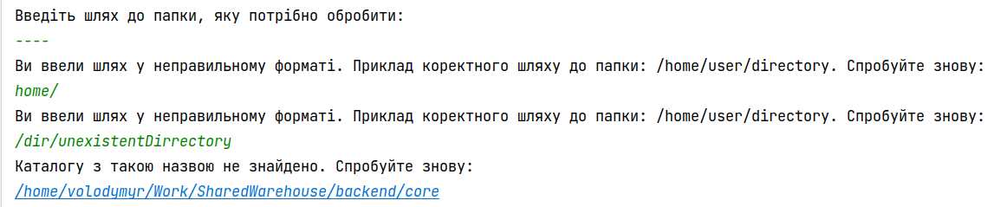 Введіть шлях до папки, яку потрібно обробити:
----
Ви ввели шлях у неправильному форматі. Приклад коректного шляху до папки: /home/user/directory. Спробуйте знову:
home/
Ви ввели шлях у неправильному форматі. Приклад коректного шляху до папки: /home/user/directory. Спробуйте знову:
/dir/unexistentDirrectory
Каталогу з такою назвою не знайдено. Спробуйте знову:
/home/volodymyr/Work/SharedWarehouse/backend/core